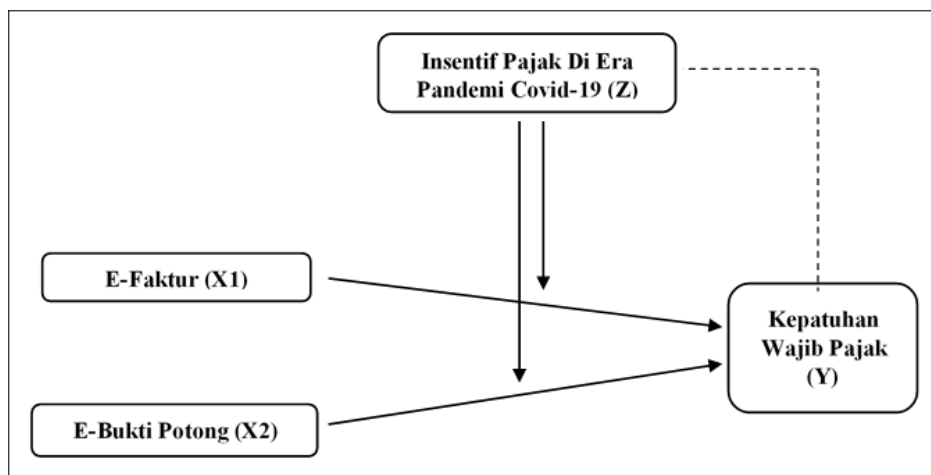 Insentif Pajak Di Era
Pandemi Covid-19 (Z)
E-Faktur (X1)
Kepatuhan
Wajib Pajak
(Y)
E-Bukti Potong (X2)